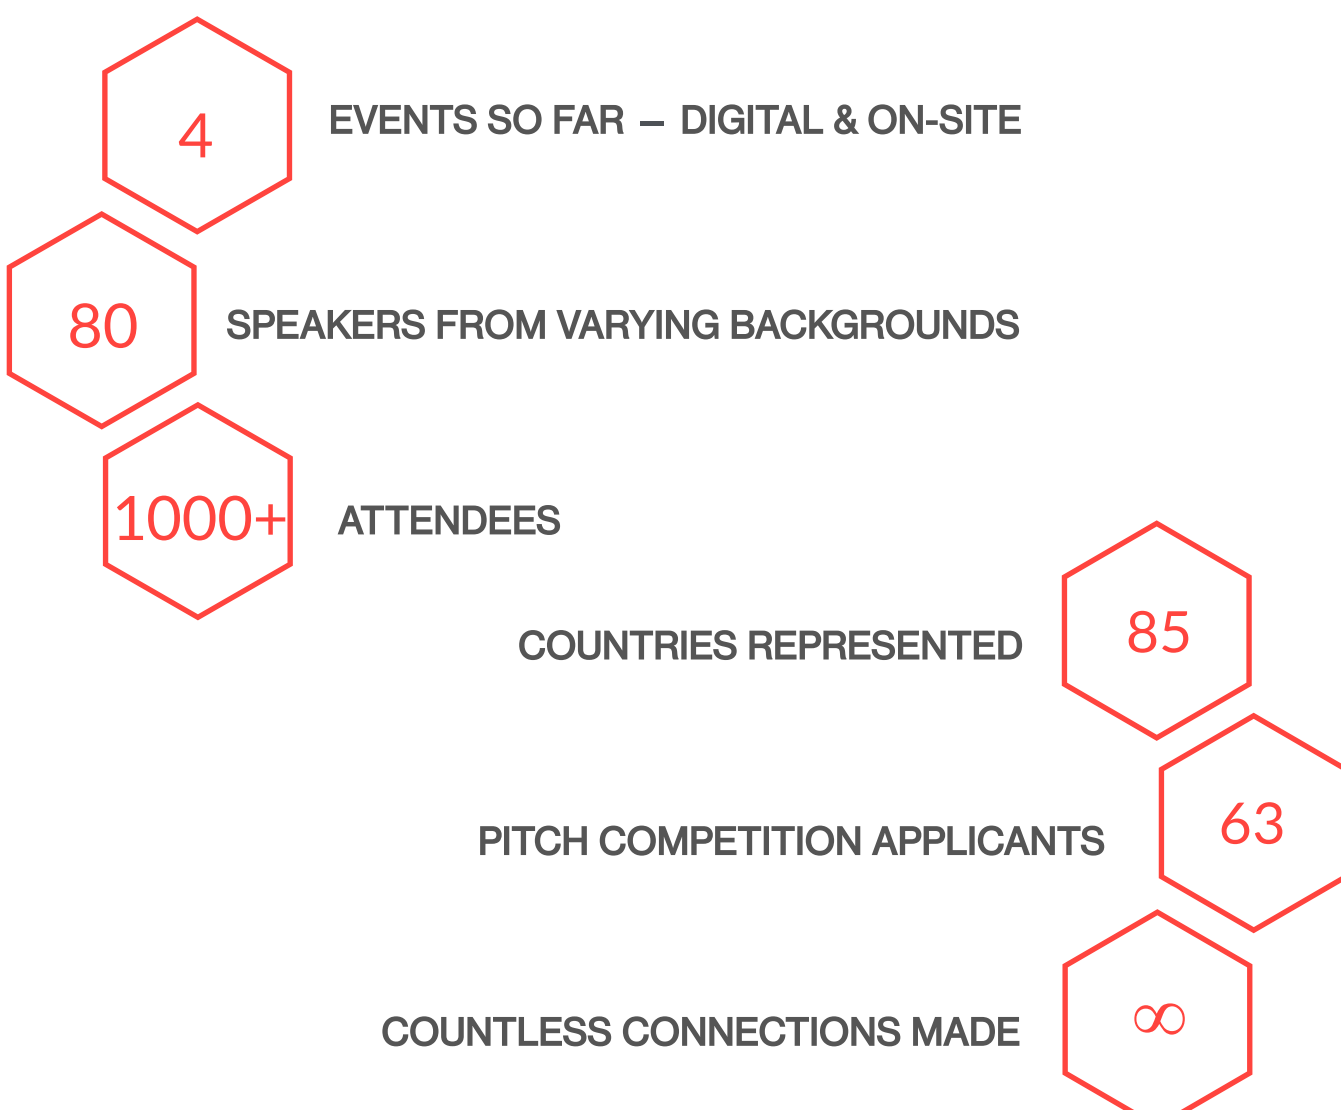 4
EVENTS SO FAR – DIGITAL & ON-SITE
80
SPEAKERS FROM VARYING BACKGROUNDS
1000+
ATTENDEES
COUNTRIES REPRESENTED
85
PITCH COMPETITION APPLICANTS
63
COUNTLESS CONNECTIONS MADE
∞